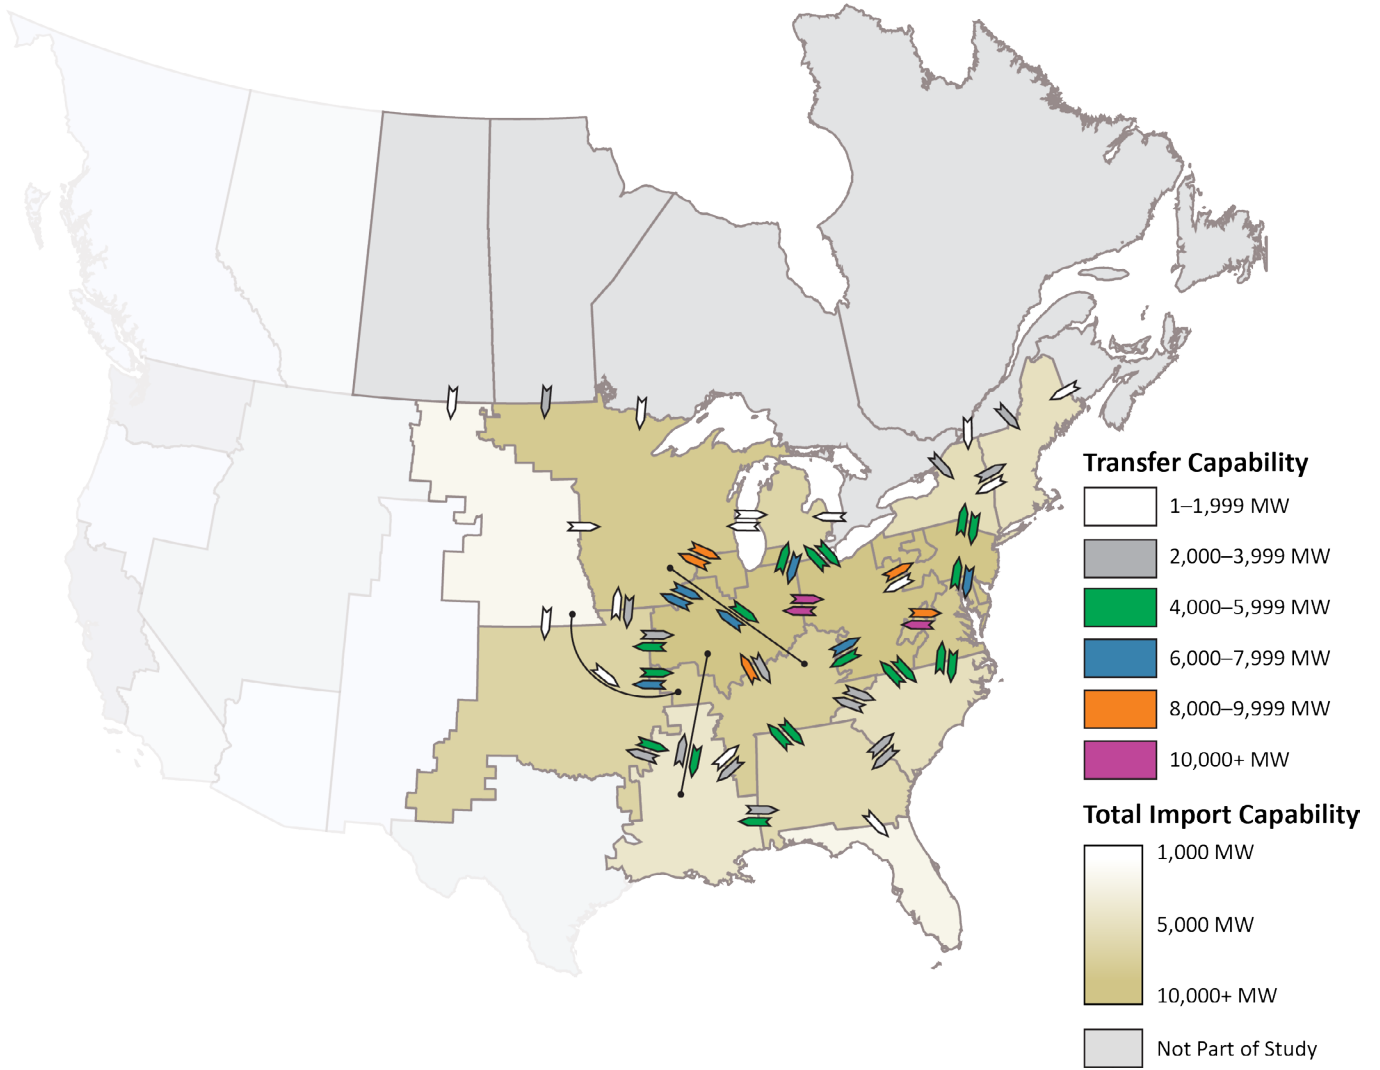 Transfer Capability
1–1,999 MW
2,000–3,999 MW
4,000–5,999 MW
6,000–7,999 MW
8,000–9,999 MW
10,000+ MW
Total Import Capability
1,000 MW
5,000 MW
10,000+ MW
Not Part of Study